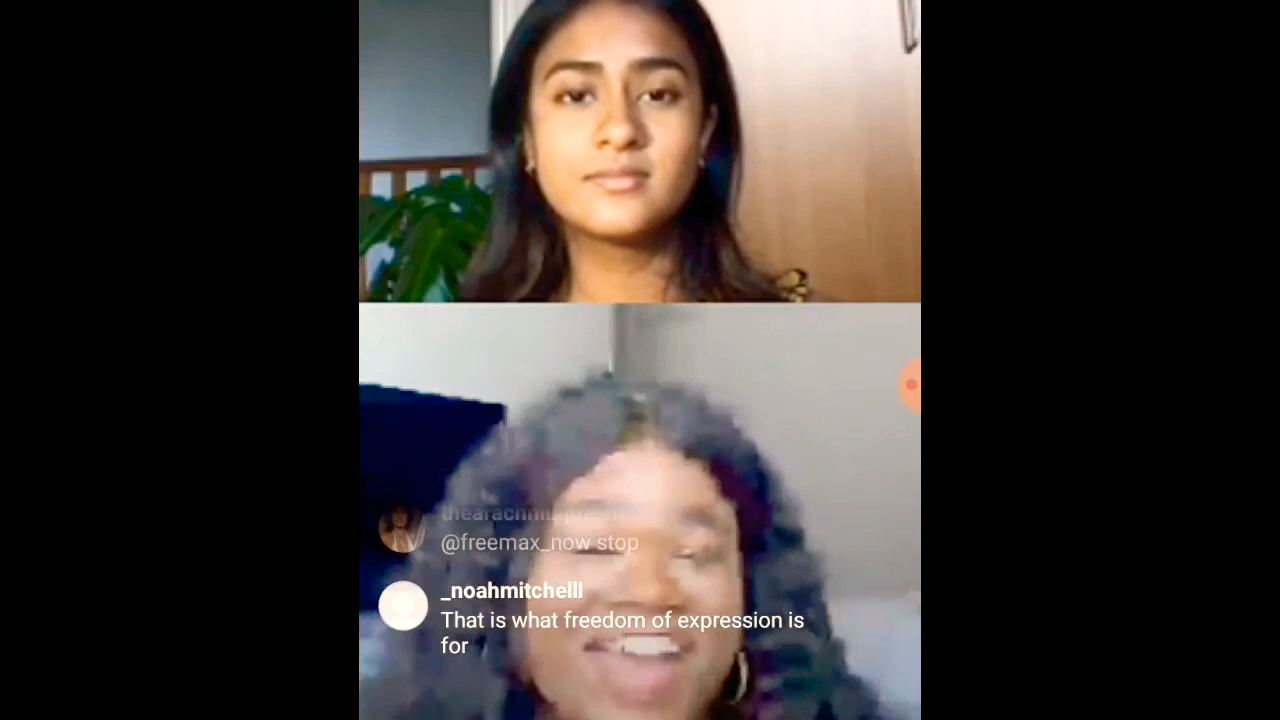 @freemax_now stop
_noahmitchelll
That is what freedom of expression is
for